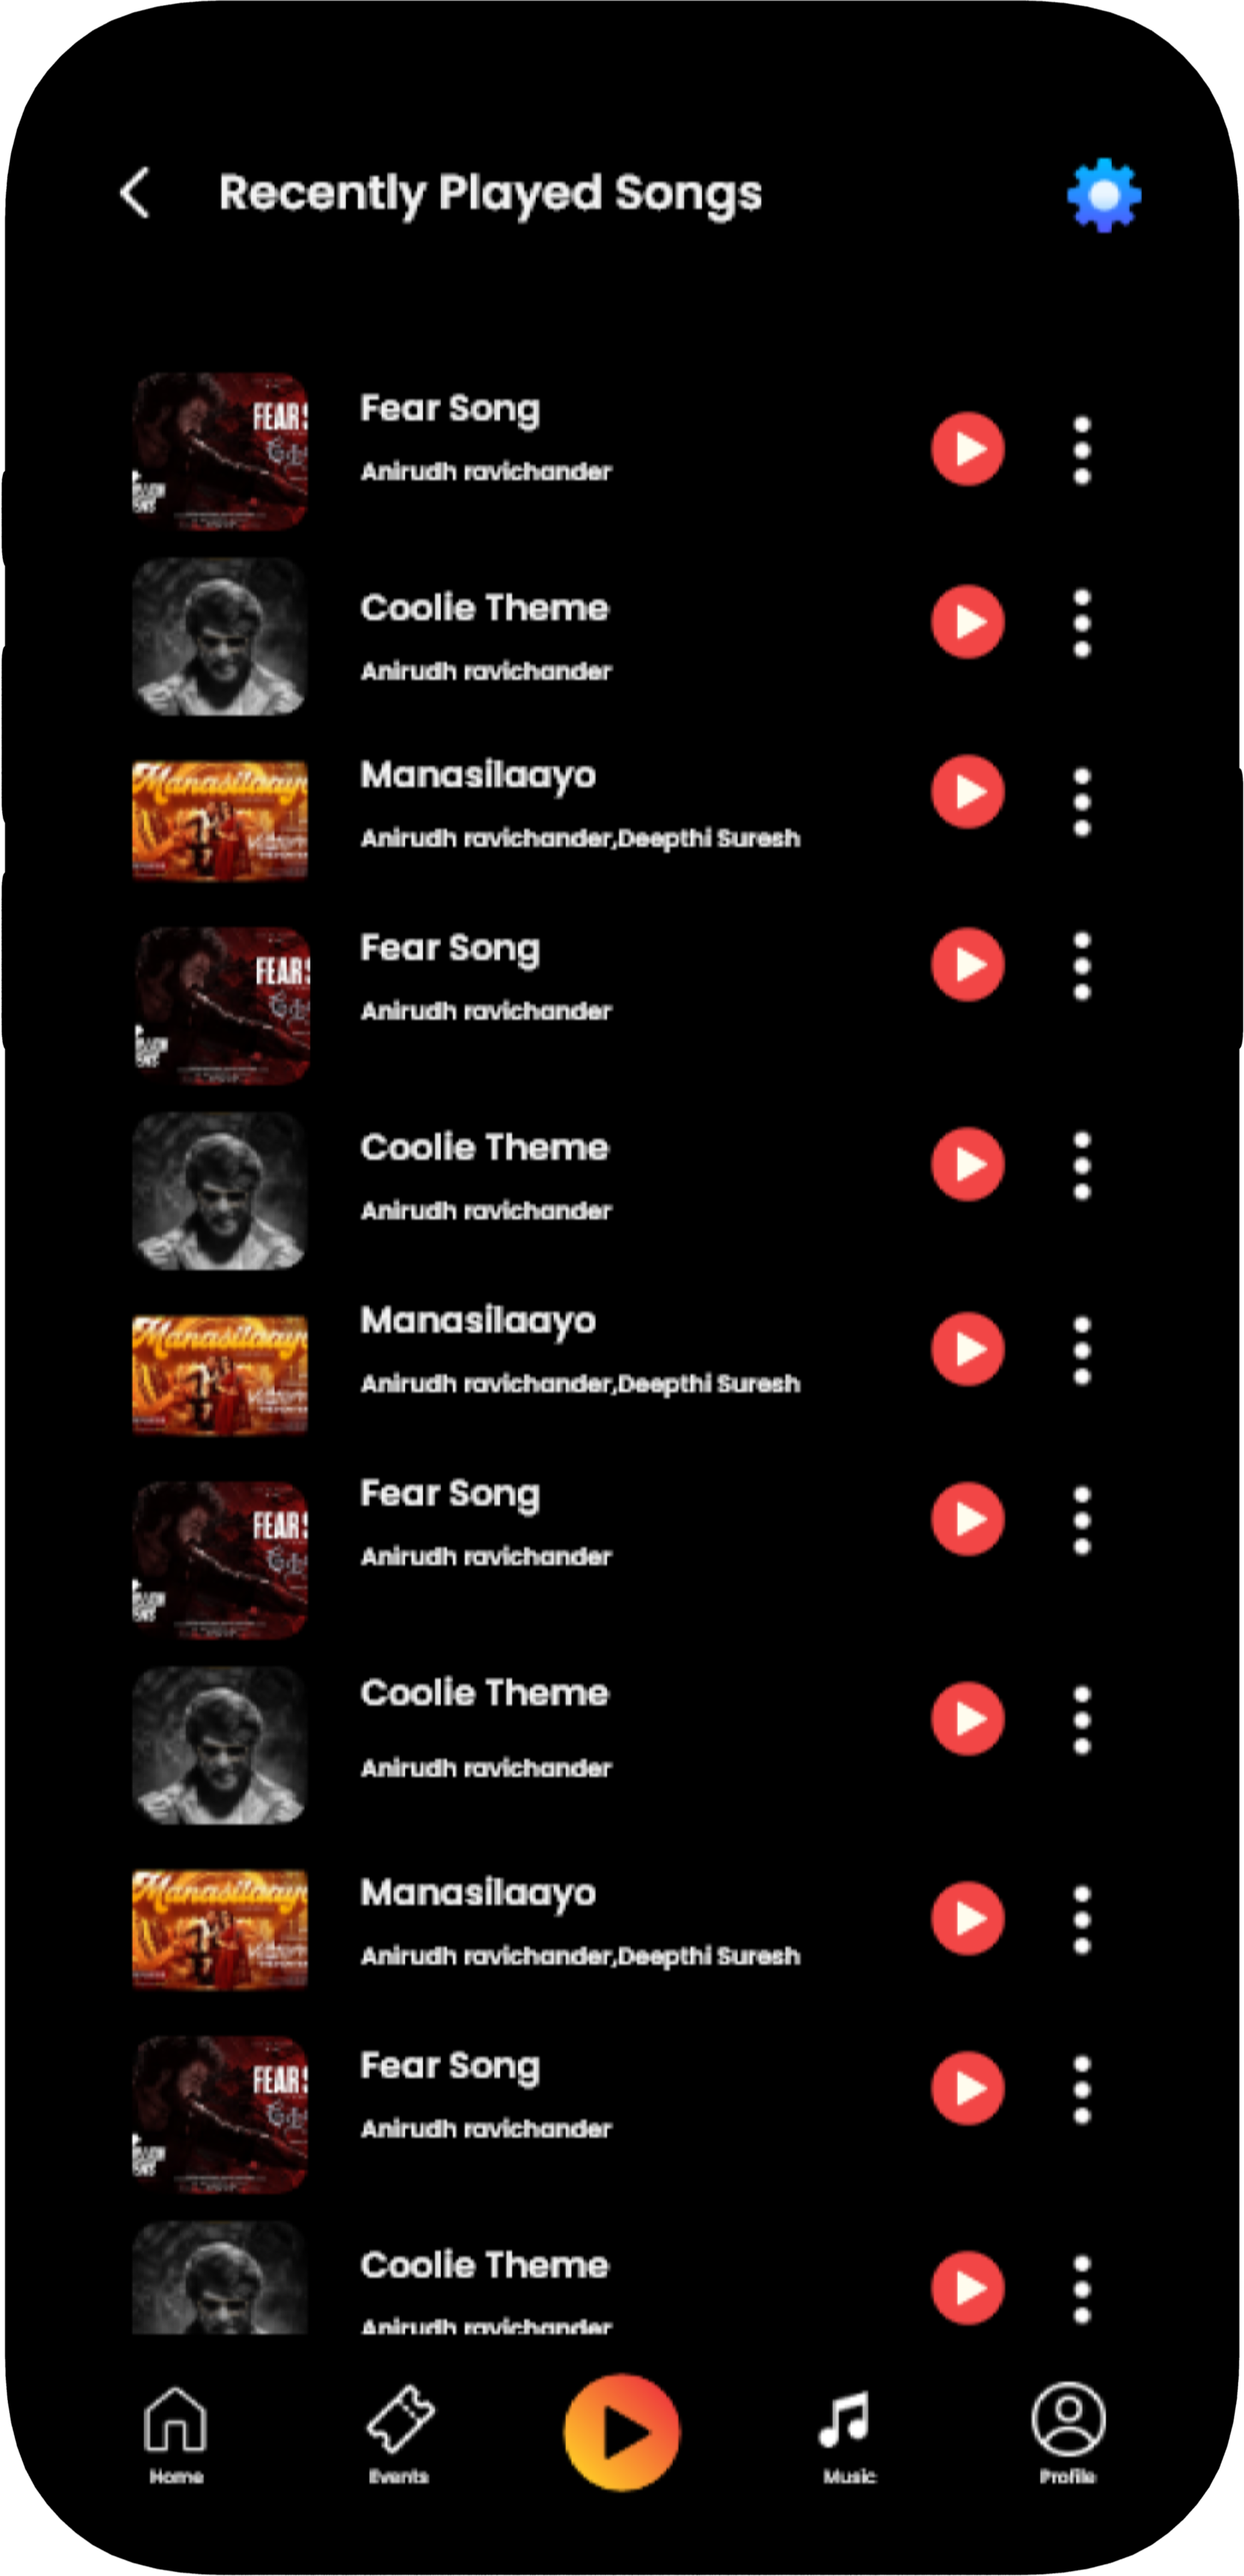 Recently Played Songs
FEAR S
Fear Song
Anirudh ravichander
Coolie Theme
Anirudh ravichander
Manasilaayo
Manasilaayo
Anirudh ravichander,Deepthi Suresh
FEAR S
Fear Song
Anirudh ravichander
Coolie Theme
Anirudh ravichander
Manasilaayo
Manasilaayo
Anirudh ravichander,Deepthi Suresh
FEAR S
Fear Song
Anirudh ravichander
Coolie Theme
Anirudh ravichander
Manasilaayo
Manasilaayo
Anirudh ravichander,Deepthi Suresh
FEAR S
Fear Song
Anirudh ravichander
Coolie Theme
Anirudh ravichander
Home
Events
Music
Profile